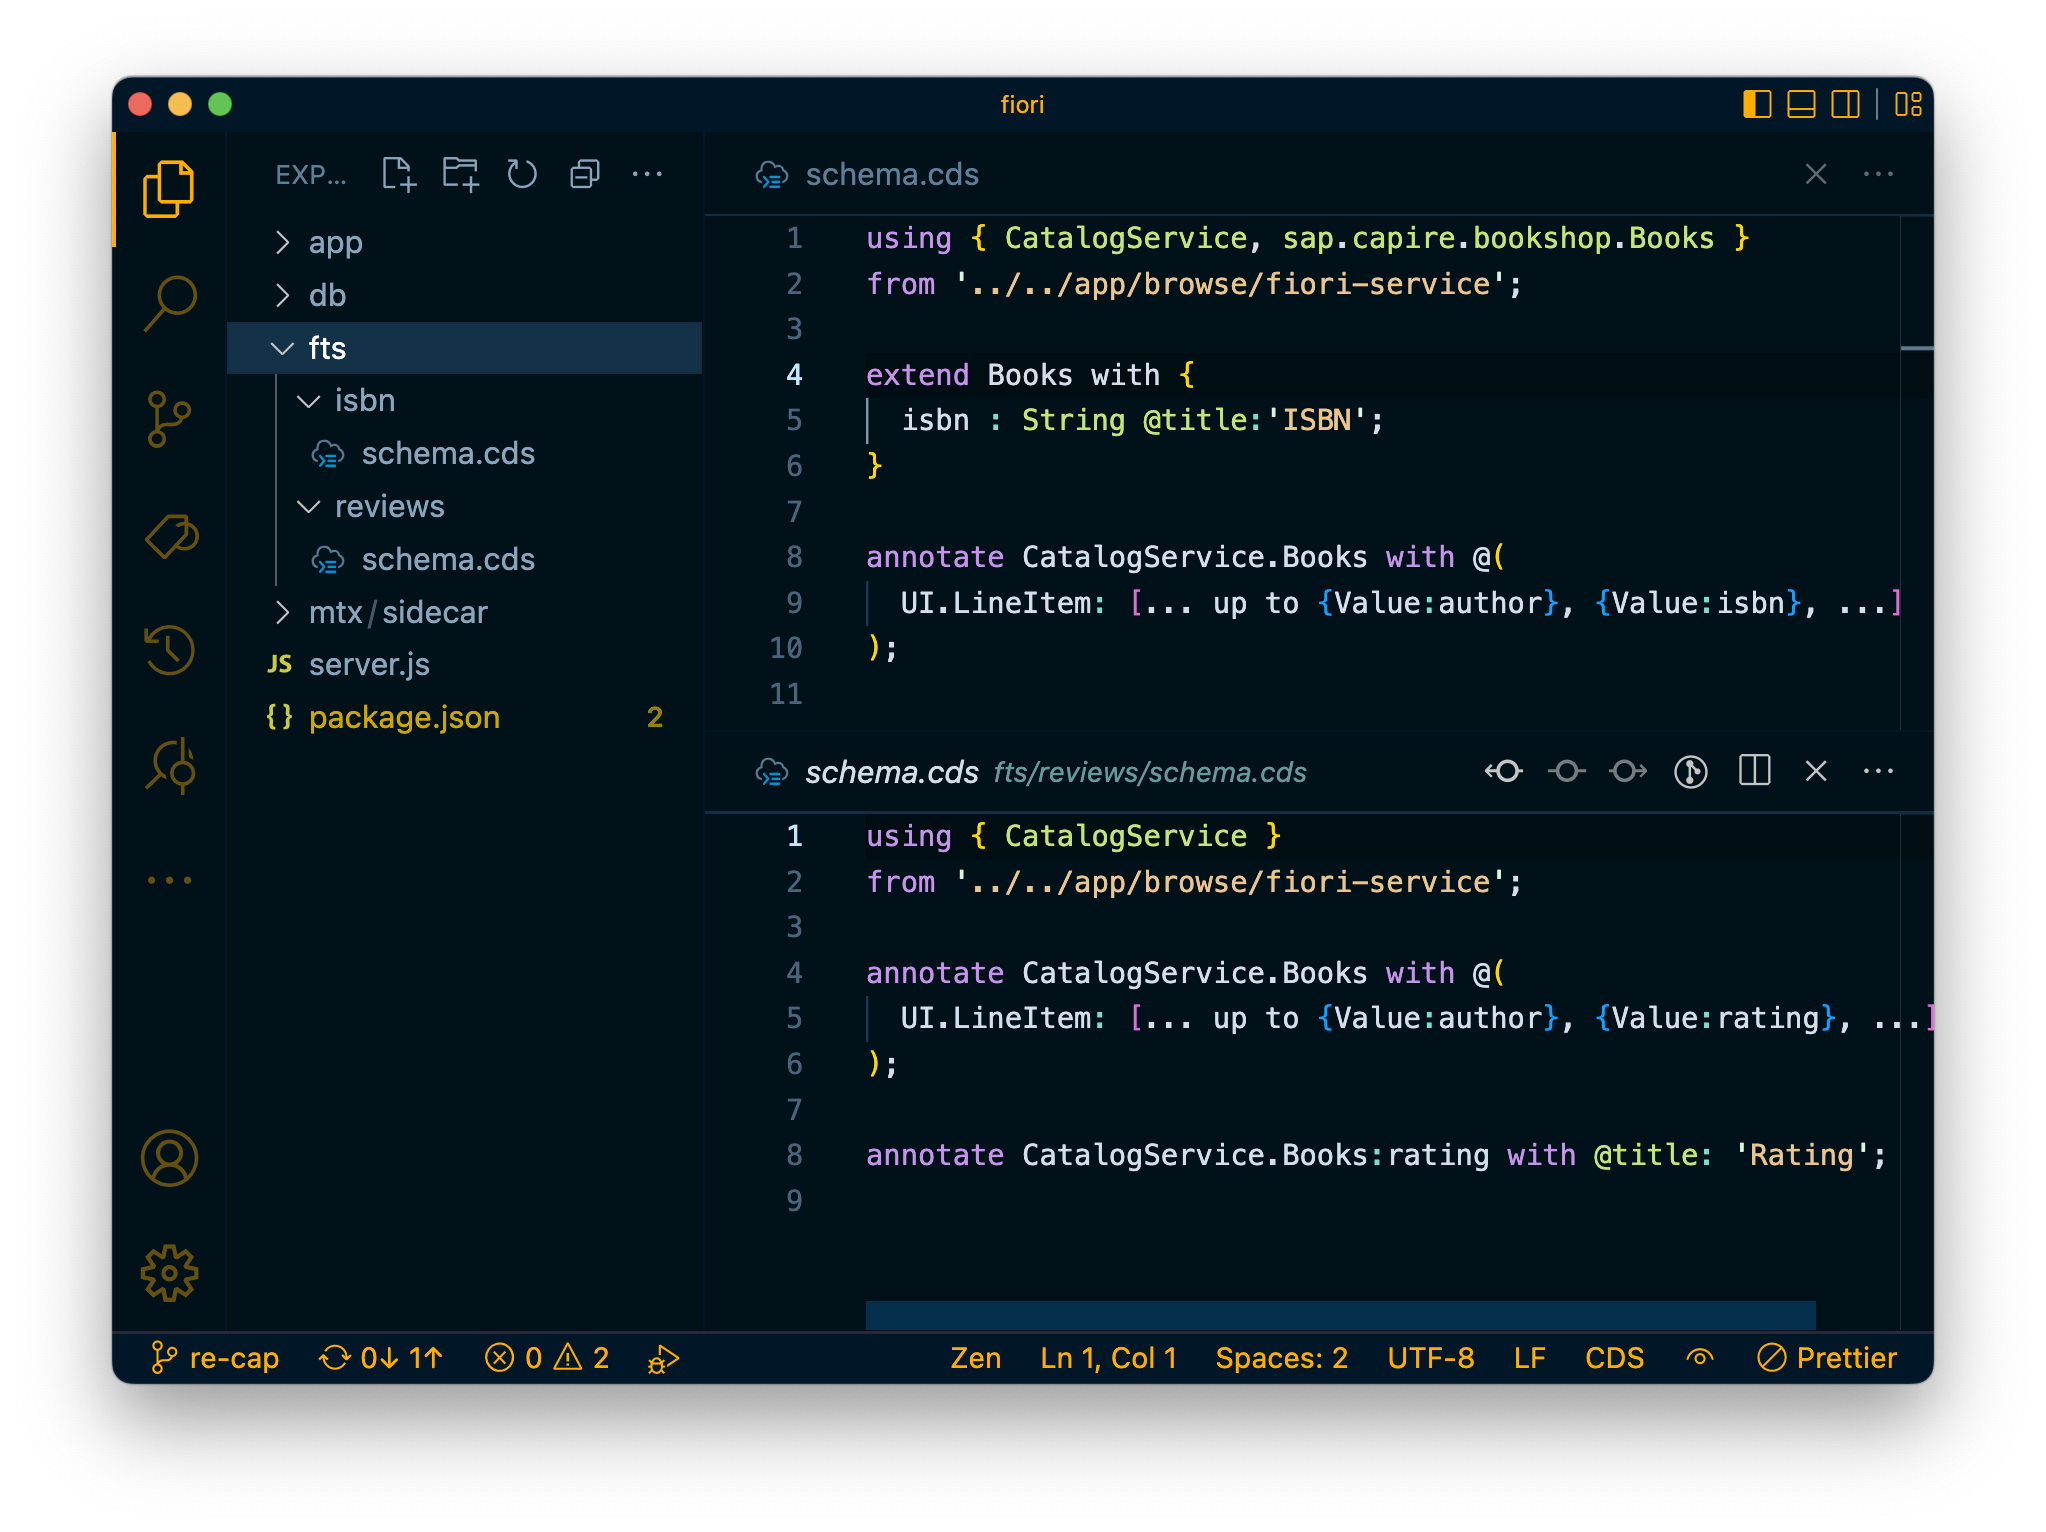 fiori
EXP...
app
db
fts
isbn
schema.cds
reviews
schema.cds
mtx/sidecar
JS server.js
{} package.json 2
schema.cds
1 using { CatalogService, sap.capire.bookshop.Books }
2 from '../../app/browse/fiori-service';
3
4 extend Books with {
5 isbn : String @title:'ISBN';
6 }
7
8 annotate CatalogService.Books with @(
9 UI.LineItem: [... up to {Value:author}, {Value:isbn}, ...]
10 );
11
schema.cds fts/reviews/schema.cds
1 using { CatalogService }
2 from '../../app/browse/fiori-service';
3
4 annotate CatalogService.Books with @(
5 UI.LineItem: [... up to {Value:author}, {Value:rating}, ...]
6 );
7
8 annotate CatalogService.Books:rating with @title: 'Rating';
9
re-cap 0↓ 1↑ 0 2 Zen Ln 1, Col 1 Spaces: 2 UTF-8 LF CDS Prettier